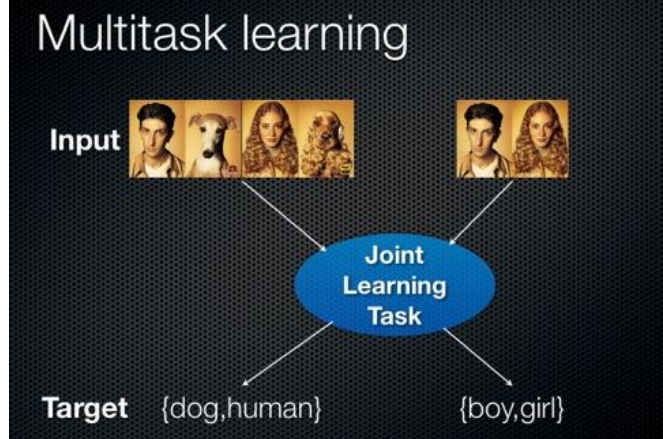 Multitask learning
Input
Joint
Learning
Task
Target {dog,human} {boy,girl}